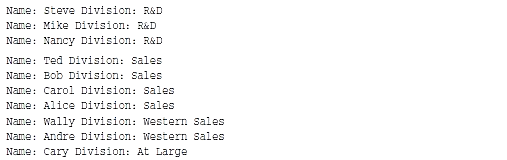 Name: Steve Division: R&D
Name: Mike Division: R&D
Name: Nancy Division: R&D
Name: Ted Division: Sales
Name: Bob Division: Sales
Name: Carol Division: Sales
Name: Alice Division: Sales
Name: Wally Division: Western Sales
Name: Andre Division: Western Sales
Name: Cary Division: At Large